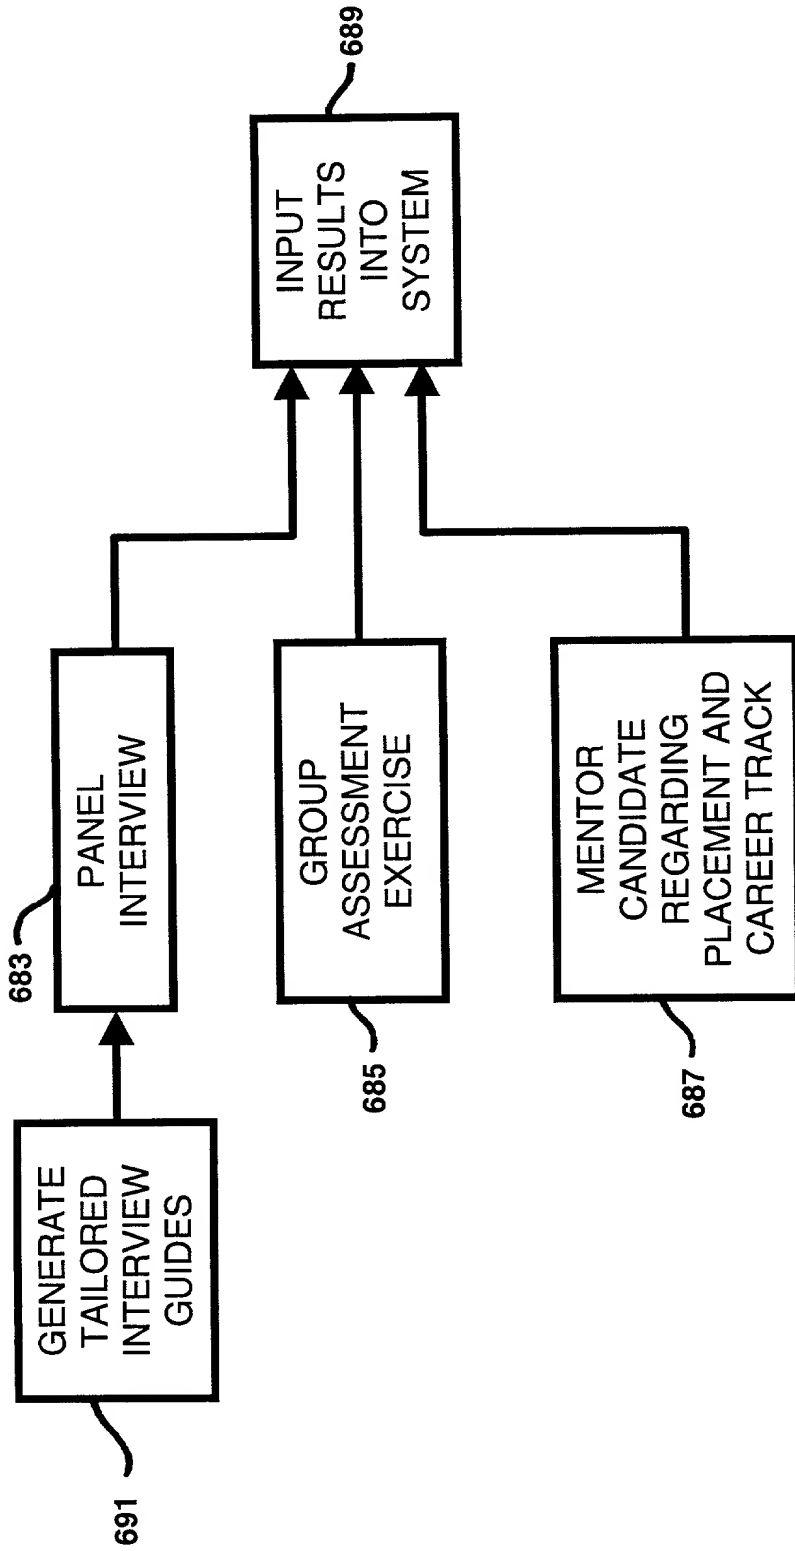 691
GENERATE
TAILORED
INTERVIEW
GUIDES
683
PANEL
INTERVIEW
685
GROUP
ASSESSMENT
EXERCISE
687
MENTOR
CANDIDATE
REGARDING
PLACEMENT AND
CAREER TRACK
INPUT
RESULTS
INTO
SYSTEM
689